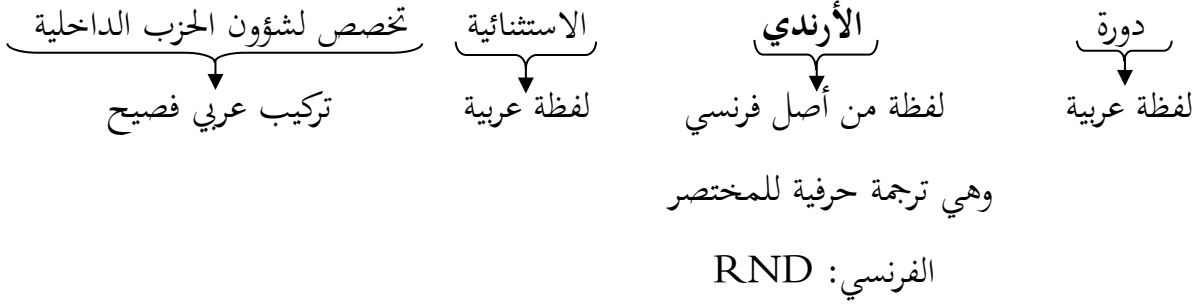 دورة الأرندي الاستثنائية تخصص لشؤون الحزب الداخلية
لفظة عربية لفظة من أصل فرنسي لفظة عربية تركيب عربي فصيح
وهي ترجمة حرفية للمختصر
الفرنسي: RND